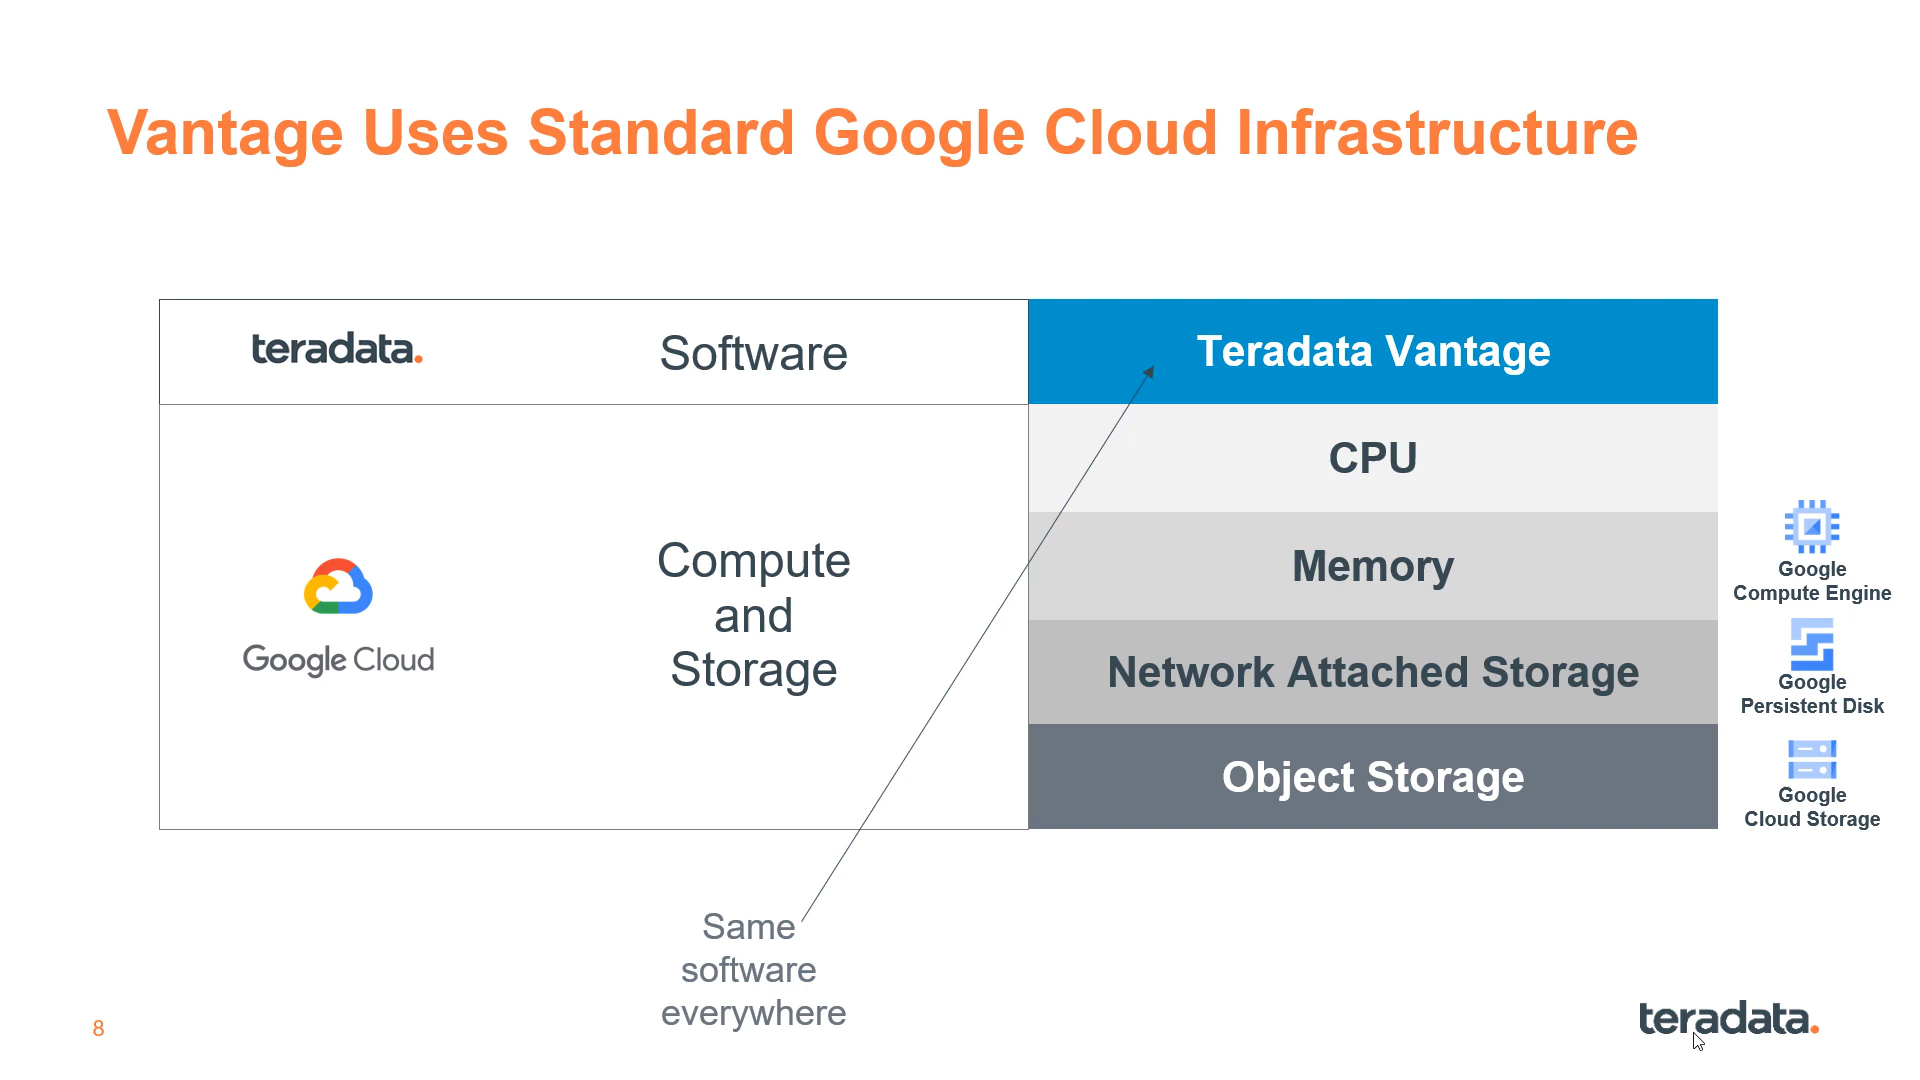 Vantage Uses Standard Google Cloud Infrastructure
teradata.
Software
Teradata Vantage
Google Cloud
Compute
and
Storage
CPU
Memory
Network Attached Storage
Object Storage
Google
Compute Engine
Google
Persistent Disk
Google
Cloud Storage
Same
software
everywhere
8
teradata.